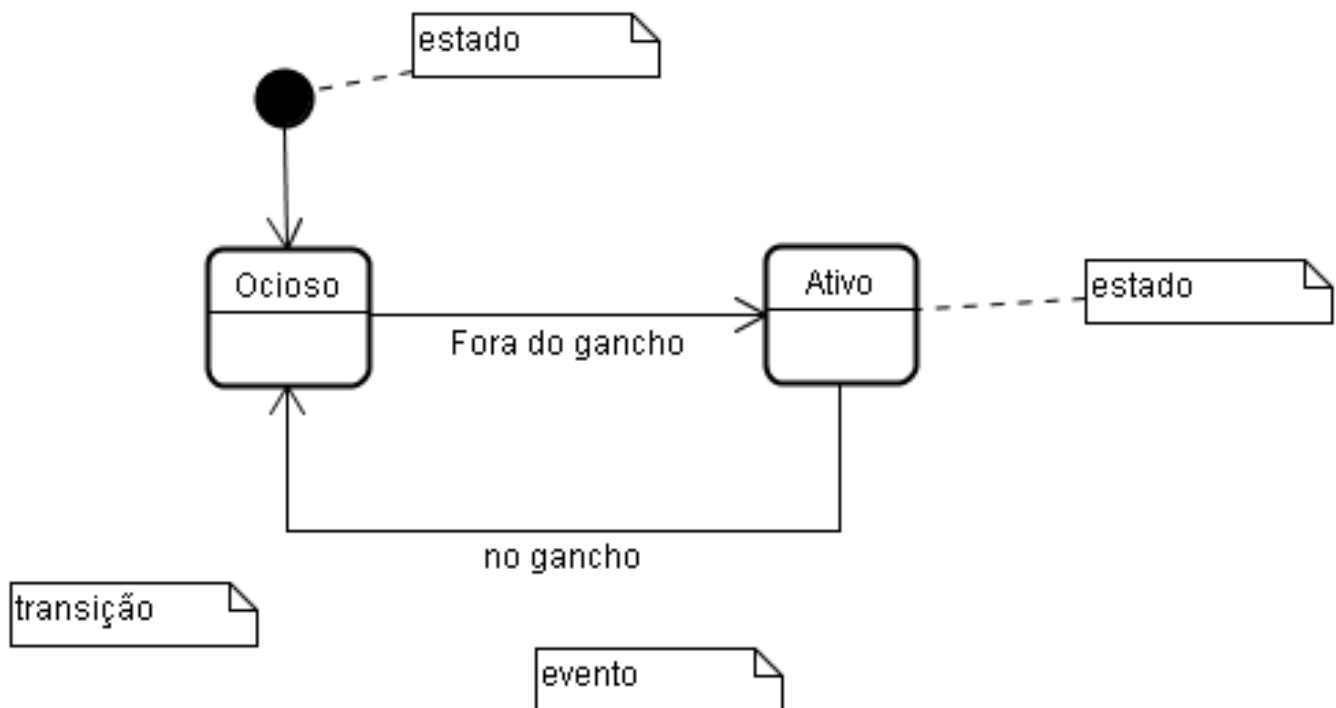 estado
Ocioso
Ativo
estado
Fora do gancho
no gancho
transição
evento